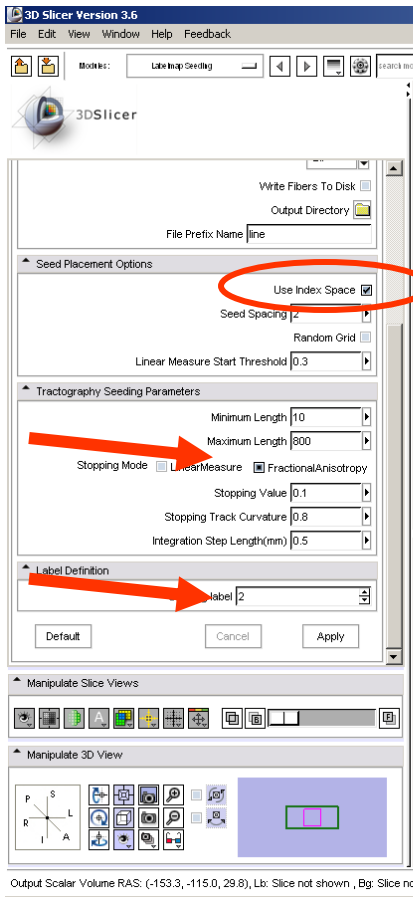 3D Slicer Version 3.6
File Edit View Window Help Feedback
Modules: Labelmap Seeding search mo
3DSlicer
Write Fibers To Disk
Output Directory
File Prefix Name line
Seed Placement Options
Use Index Space
Seed Spacing 2
Random Grid
Linear Measure Start Threshold 0.3
Tractography Seeding Parameters
Minimum Length 10
Maximum Length 800
Stopping Mode LinearMeasure FractionalAnisotropy
Stopping Value 0.1
Stopping Track Curvature 0.8
Integration Step Length(mm) 0.5
Label Definition
label 2
Default Cancel Apply
Manipulate Slice Views
A B F
Manipulate 3D View
P S
R L
I A
Output Scalar Volume RAS: (-153.3, -115.0, 29.8), Lb: Slice not shown , Bg: Slice no